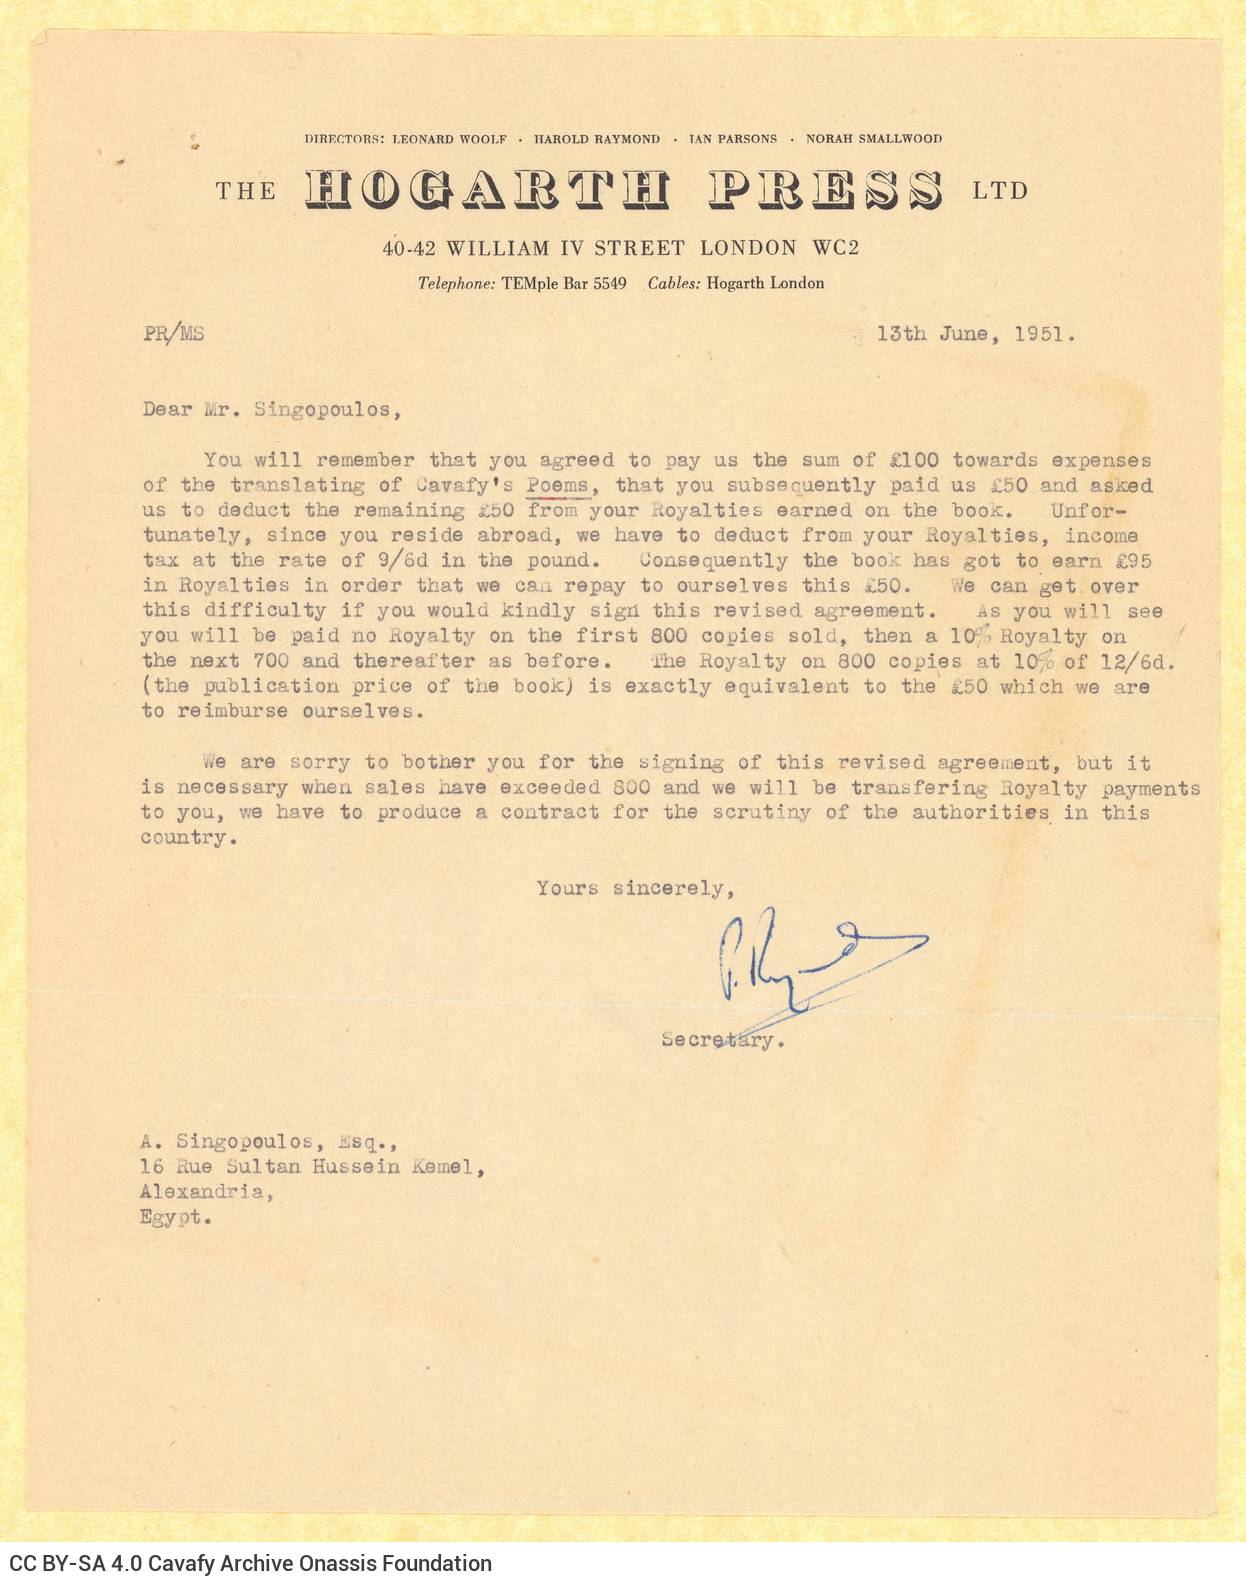 DIRECTORS: LEONARD WOOLF · HAROLD RAYMOND · IAN PARSONS · NORAH SMALLWOOD
THE HOGARTH PRESS LTD
40-42 WILLIAM IV STREET LONDON WC2
Telephone: TEMple Bar 5549 Cables: Hogarth London
PR/MS 13th June, 1951.
Dear Mr. Singopoulos,
You will remember that you agreed to pay us the sum of £100 towards expenses
of the translating of Cavafy's Poems, that you subsequently paid us £50 and asked
us to deduct the remaining £50 from your Royalties earned on the book. Unfor-
tunately, since you reside abroad, we have to deduct from your Royalties, income
tax at the rate of 9/6d in the pound. Consequently the book has got to earn £95
in Royalties in order that we can repay to ourselves this £50. We can get over
this difficulty if you would kindly sign this revised agreement. As you will see
you will be paid no Royalty on the first 800 copies sold, then a 10% Royalty on
the next 700 and thereafter as before. The Royalty on 800 copies at 10% of 12/6d.
(the publication price of the book) is exactly equivalent to the £50 which we are
to reimburse ourselves.
We are sorry to bother you for the signing of this revised agreement, but it
is necessary when sales have exceeded 800 and we will be transfering Royalty payments
to you, we have to produce a contract for the scrutiny of the authorities in this
country.
Yours sincerely,
P. Raymond
Secretary.
A. Singopoulos, Esq.,
16 Rue Sultan Hussein Kemel,
Alexandria,
Egypt.
CC BY-SA 4.0 Cavafy Archive Onassis Foundation